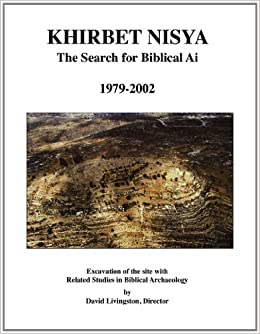 KHIRBET NISYA
The Search for Biblical Ai
1979-2002
Excavation of the site with
Related Studies in Biblical Archaeology
by
David Livingston, Director